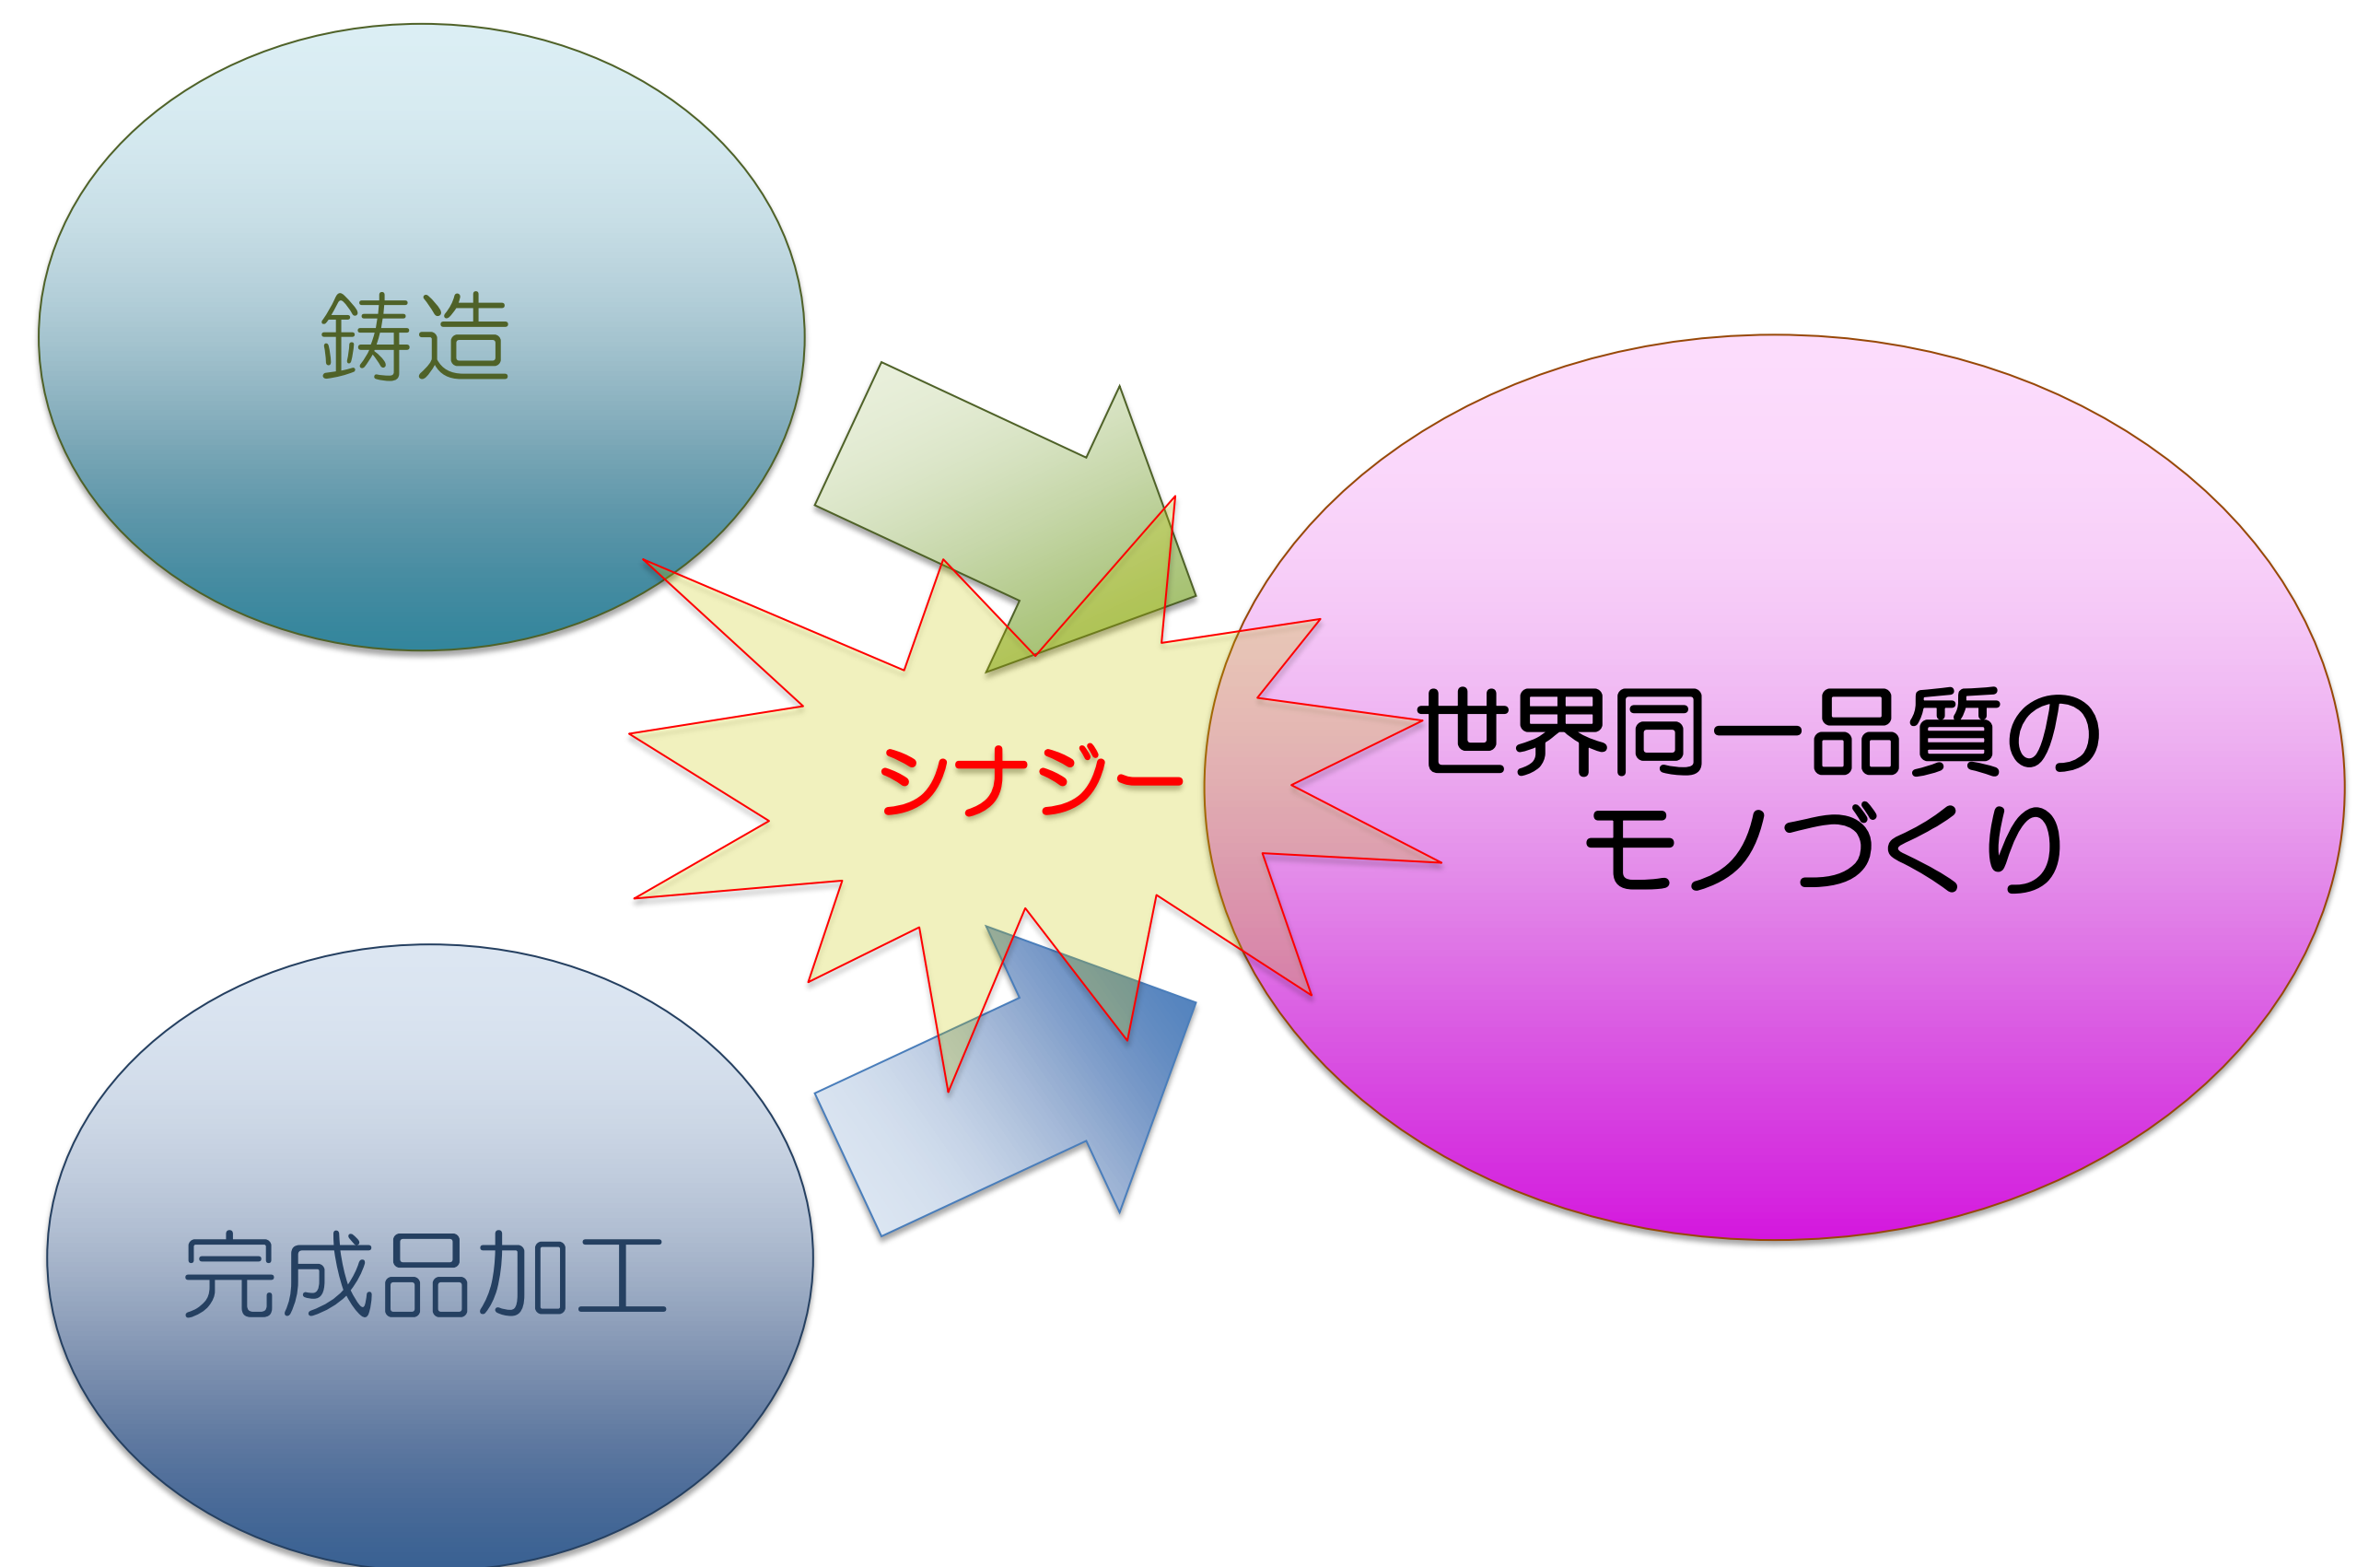 鋳造
シナジー
世界同一品質の
モノづくり
完成品加工